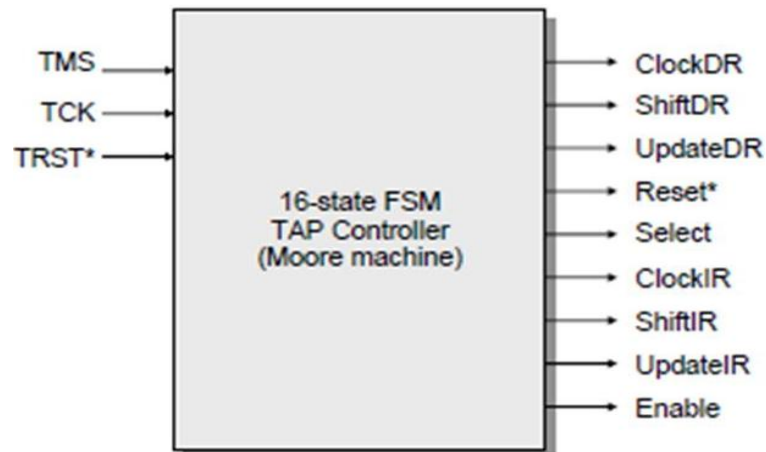 TMS
TCK
TRST*
16-state FSM
TAP Controller
(Moore machine)
ClockDR
ShiftDR
UpdateDR
Reset*
Select
ClockIR
ShiftIR
UpdateIR
Enable